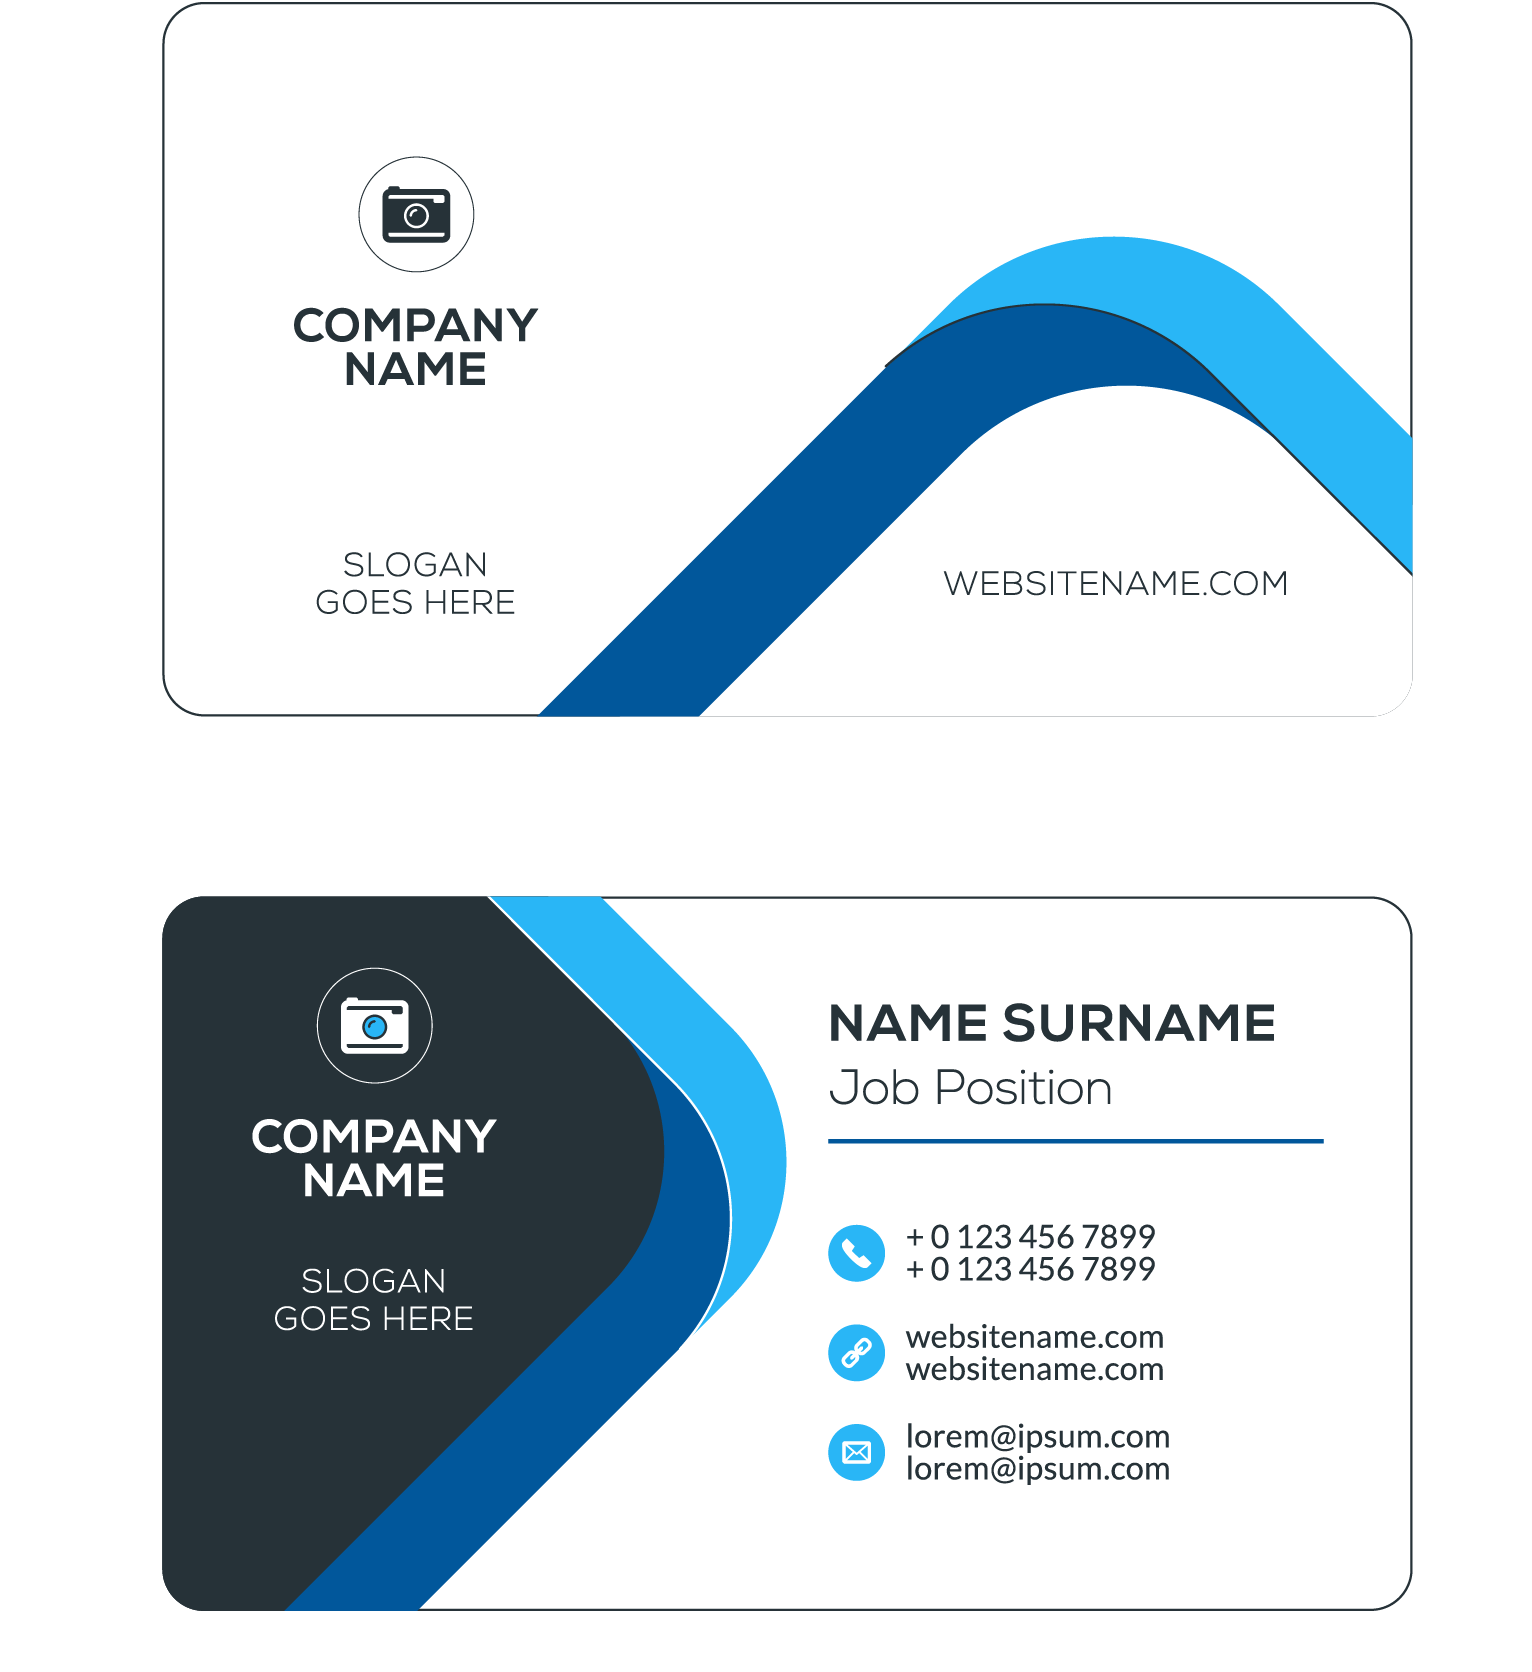 COMPANY
NAME
SLOGAN
GOES HERE
WEBSITENAME.COM
COMPANY
NAME
SLOGAN
GOES HERE
NAME SURNAME
Job Position
+ 0 123 456 7899
+ 0 123 456 7899
websitename.com
websitename.com
lorem@ipsum.com
lorem@ipsum.com